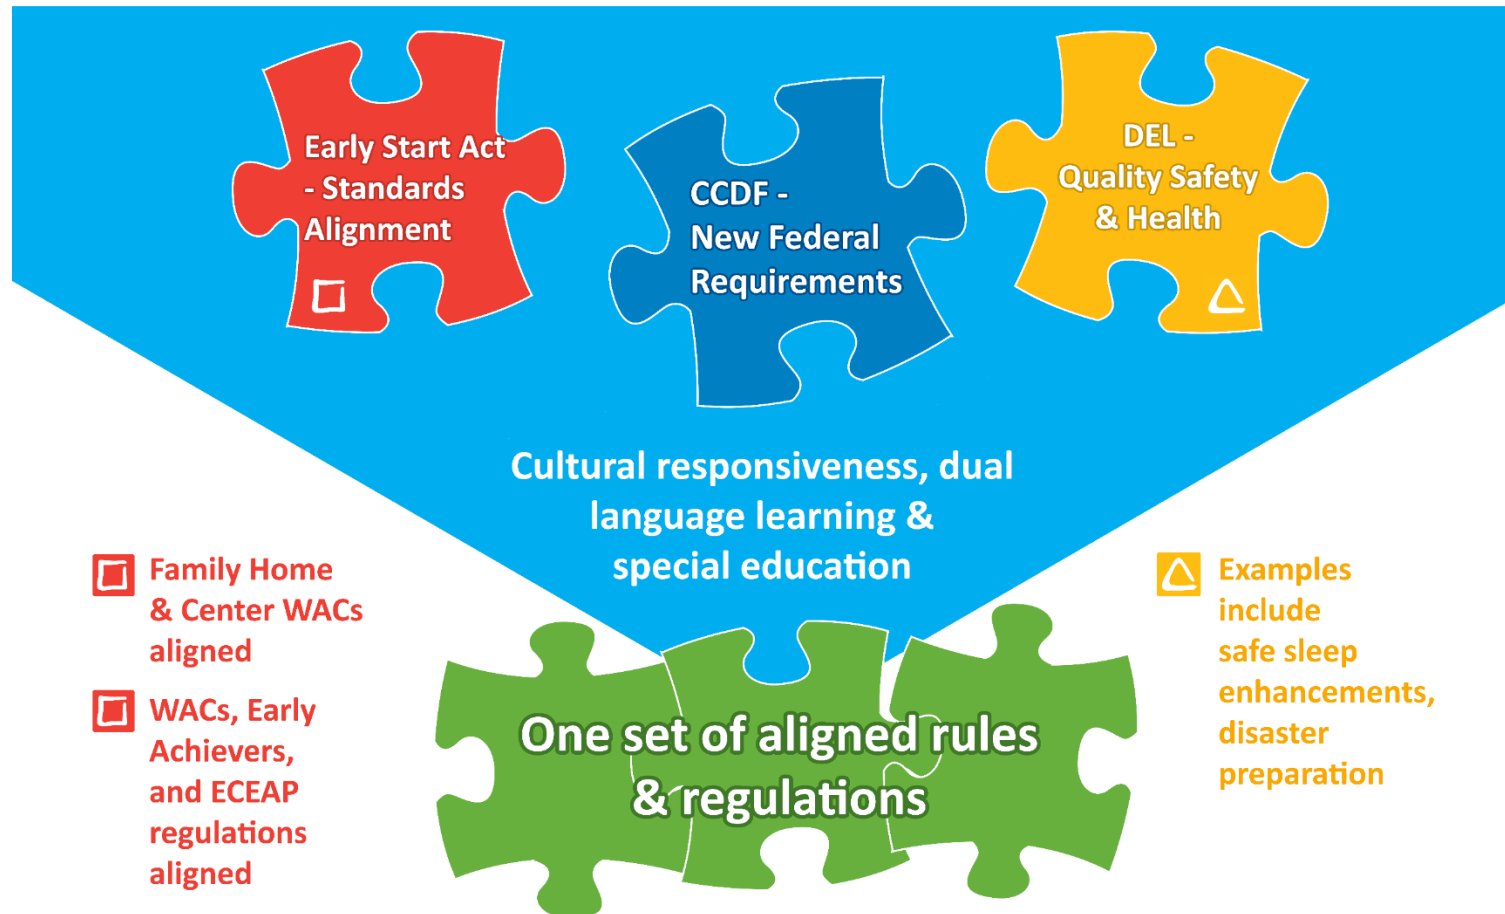 Early Start Act
- Standards
Alignment
CCDF -
New Federal
Requirements
DEL -
Quality Safety
& Health
Cultural responsiveness, dual
language learning &
special education
Family Home
& Center WACs
aligned
WACs, Early
Achievers,
and ECEAP
regulations
aligned
One set of aligned rules
& regulations
Examples
include
safe sleep
enhancements,
disaster
preparation